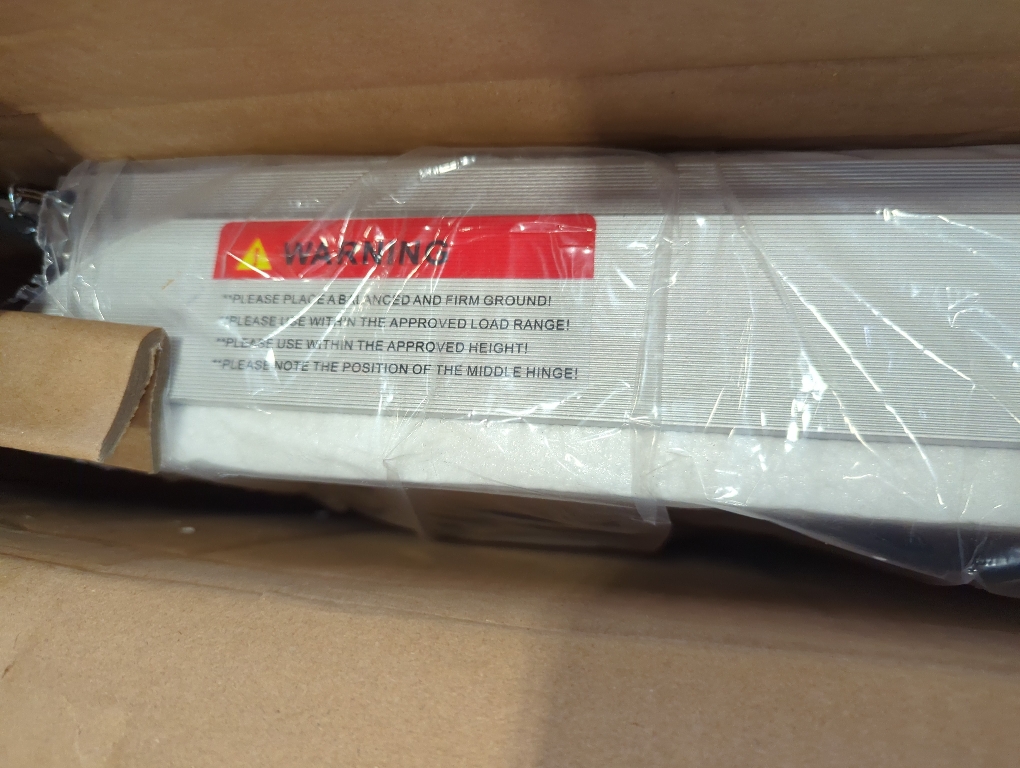 WARNING
**PLEASE PLACE A BALANCED AND FIRM GROUND!
**PLEASE USE WITHIN THE APPROVED LOAD RANGE!
**PLEASE USE WITHIN THE APPROVED HEIGHT!
**PLEASE NOTE THE POSITION OF THE MIDDLE HINGE!